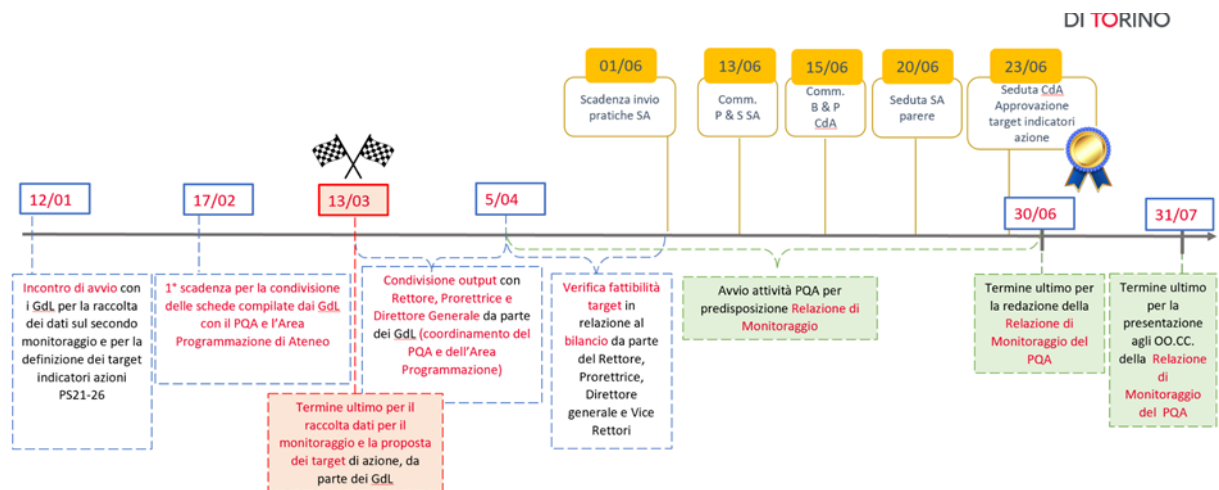 DI TORINO
01/06
Scadenza invio
pratiche SA
13/06
Comm.
P & S SA
15/06
Comm.
B & P
CdA
20/06
Seduta SA
parere
23/06
Seduta CdA
Approvazione
target indicatori
azione
12/01
17/02
13/03
5/04
30/06
31/07
Incontro di avvio con
i GdL per la raccolta
dei dati sul secondo
monitoraggio e per la
definizione dei target
indicatori azioni
PS21-26
1° scadenza per la condivisione
delle schede compilate dai GdL
con il PQA e l'Area
Programmazione di Ateneo
Termine ultimo per il
raccolta dati per il
monitoraggio e la proposta
dei target di azione, da
parte dei GdL
Condivisione output con
Rettore, Prorettrice e
Direttore Generale da parte
dei GdL (coordinamento del
PQA e dell'Area
Programmazione)
Verifica fattibilità
target in
relazione al
bilancio da parte
del Rettore,
Prorettrice,
Direttore
generale e Vice
Rettori
Avvio attività PQA per
predisposizione Relazione di
Monitoraggio
Termine ultimo per
la redazione della
Relazione di
Monitoraggio del
PQA
Termine ultimo
per la
presentazione
agli OO.CC.
della Relazione
di
Monitoraggio
del PQA